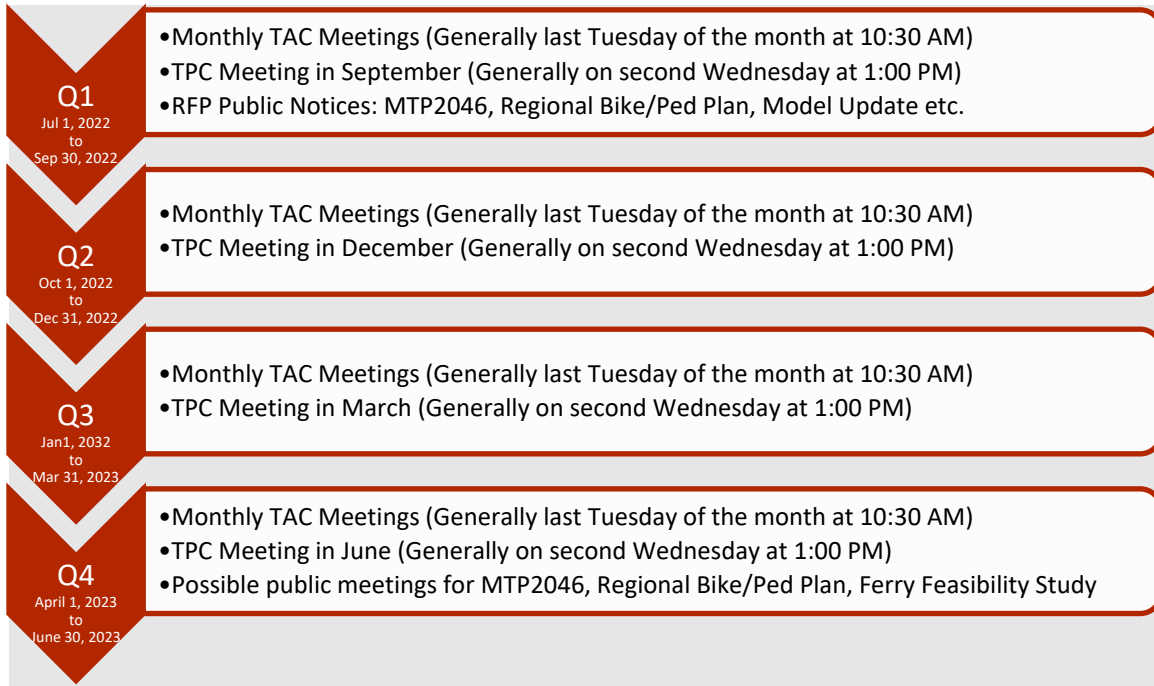 Q1
Jul 1, 2022
to
Sep 30, 2022
•Monthly TAC Meetings (Generally last Tuesday of the month at 10:30 AM)
•TPC Meeting in September (Generally on second Wednesday at 1:00 PM)
•RFP Public Notices: MTP2046, Regional Bike/Ped Plan, Model Update etc.
Q2
Oct 1, 2022
to
Dec 31, 2022
•Monthly TAC Meetings (Generally last Tuesday of the month at 10:30 AM)
•TPC Meeting in December (Generally on second Wednesday at 1:00 PM)
Q3
Jan1, 2032
to
Mar 31, 2023
•Monthly TAC Meetings (Generally last Tuesday of the month at 10:30 AM)
•TPC Meeting in March (Generally on second Wednesday at 1:00 PM)
Q4
April 1, 2023
to
June 30, 2023
•Monthly TAC Meetings (Generally last Tuesday of the month at 10:30 AM)
•TPC Meeting in June (Generally on second Wednesday at 1:00 PM)
•Possible public meetings for MTP2046, Regional Bike/Ped Plan, Ferry Feasibility Study